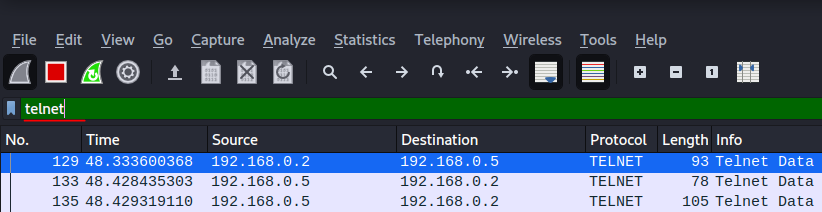 File Edit View Go Capture Analyze Statistics Telephony Wireless Tools Help
1
telnet
No. Time Source Destination Protocol Length Info
129 48.333600368 192.168.0.2 192.168.0.5 TELNET 93 Telnet Data
133 48.428435303 192.168.0.5 192.168.0.2 TELNET 78 Telnet Data
135 48.429319110 192.168.0.5 192.168.0.2 TELNET 105 Telnet Data